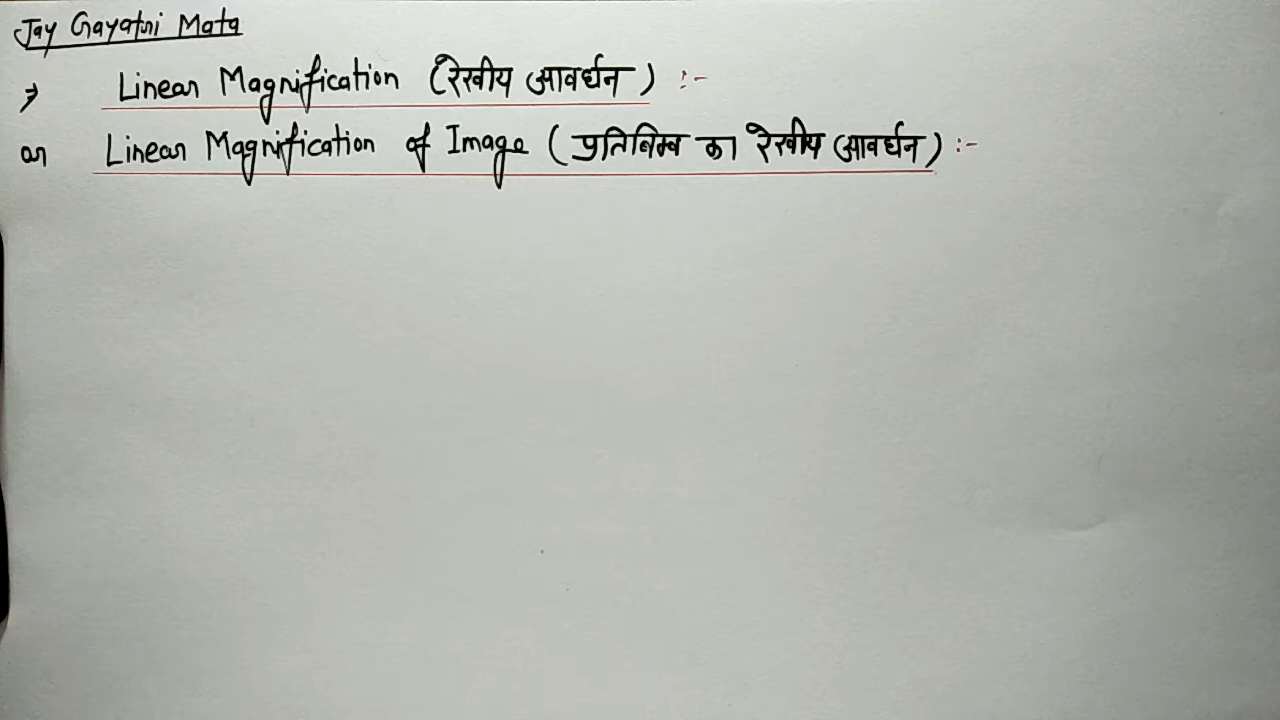 Jay Gayatri Mata
→ Linear Magnification (रेखीय आवर्धन) :-
or Linear Magnification of Image (प्रतिबिम्ब का रेखीय आवर्धन) :-